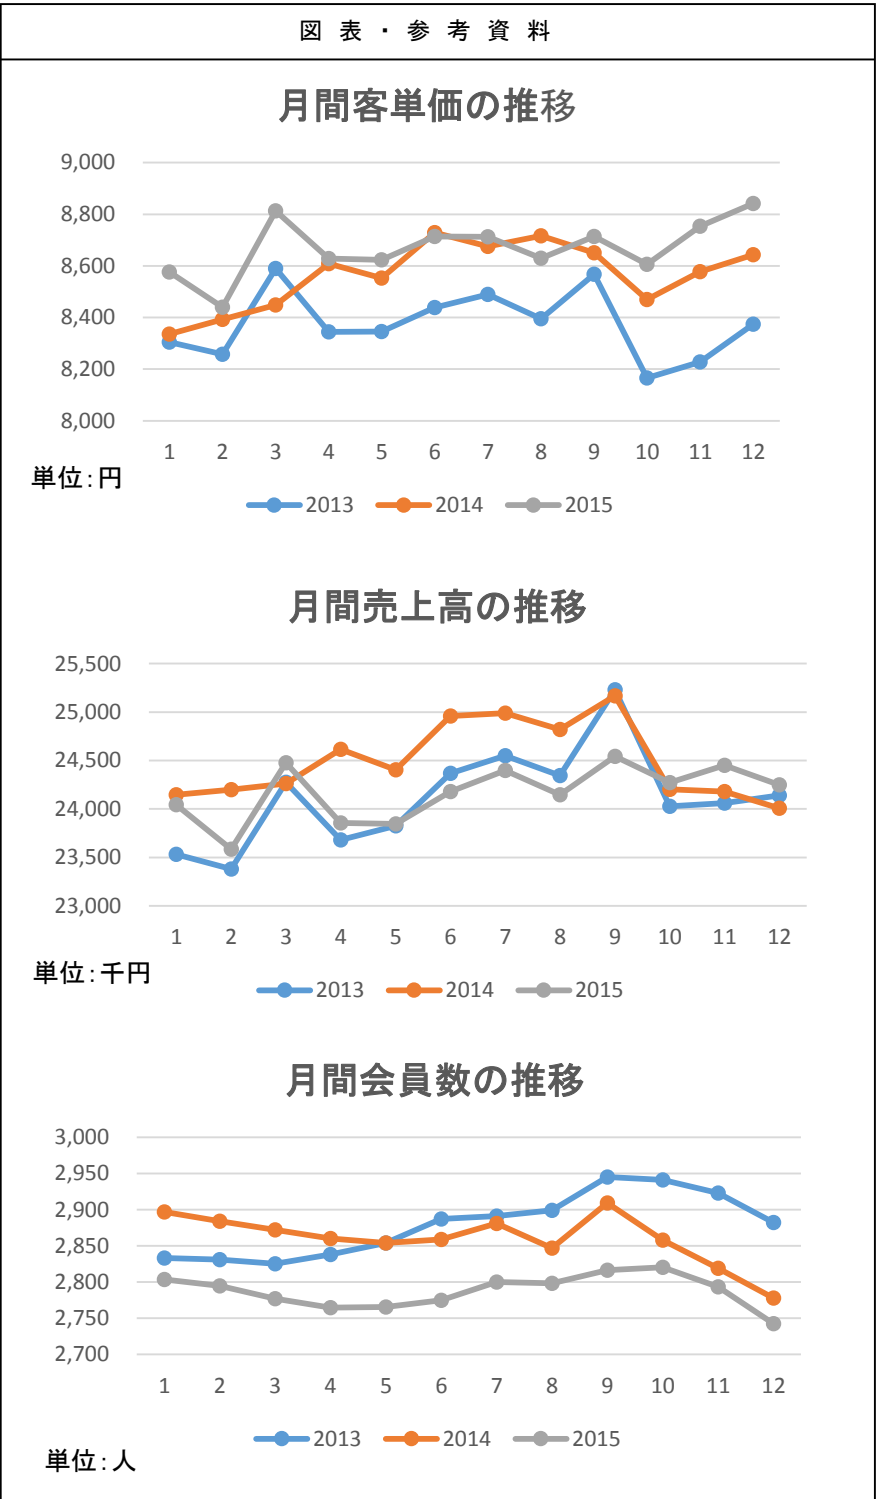 図 表 ・ 参 考 資 料
月間客単価の推移
9,000
8,800
8,600
8,400
8,200
8,000
1 2 3 4 5 6 7 8 9 10 11 12
単位:円
2013 2014 2015
月間売上高の推移
25,500
25,000
24,500
24,000
23,500
23,000
1 2 3 4 5 6 7 8 9 10 11 12
単位:千円
2013 2014 2015
月間会員数の推移
3,000
2,950
2,900
2,850
2,800
2,750
2,700
1 2 3 4 5 6 7 8 9 10 11 12
2013 2014 2015
単位:人